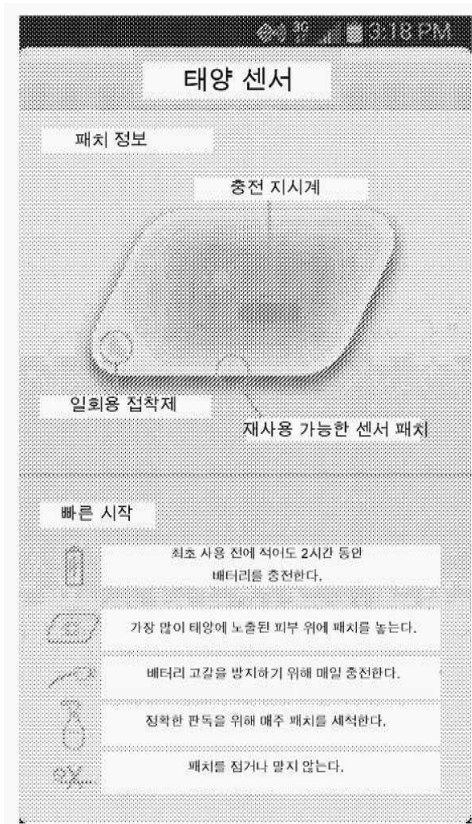 3G 3:18 PM
태양 센서
패치 정보
충전 지시계
일회용 접착제
재사용 가능한 센서 패치
빠른 시작
최초 사용 전에 적어도 2시간 동안
배터리를 충전한다.
가장 많이 태양에 노출된 피부 위에 패치를 놓는다.
배터리 고갈을 방지하기 위해 매일 충전한다.
정확한 판독을 위해 매주 패치를 세척한다.
패치를 접거나 말지 않는다.